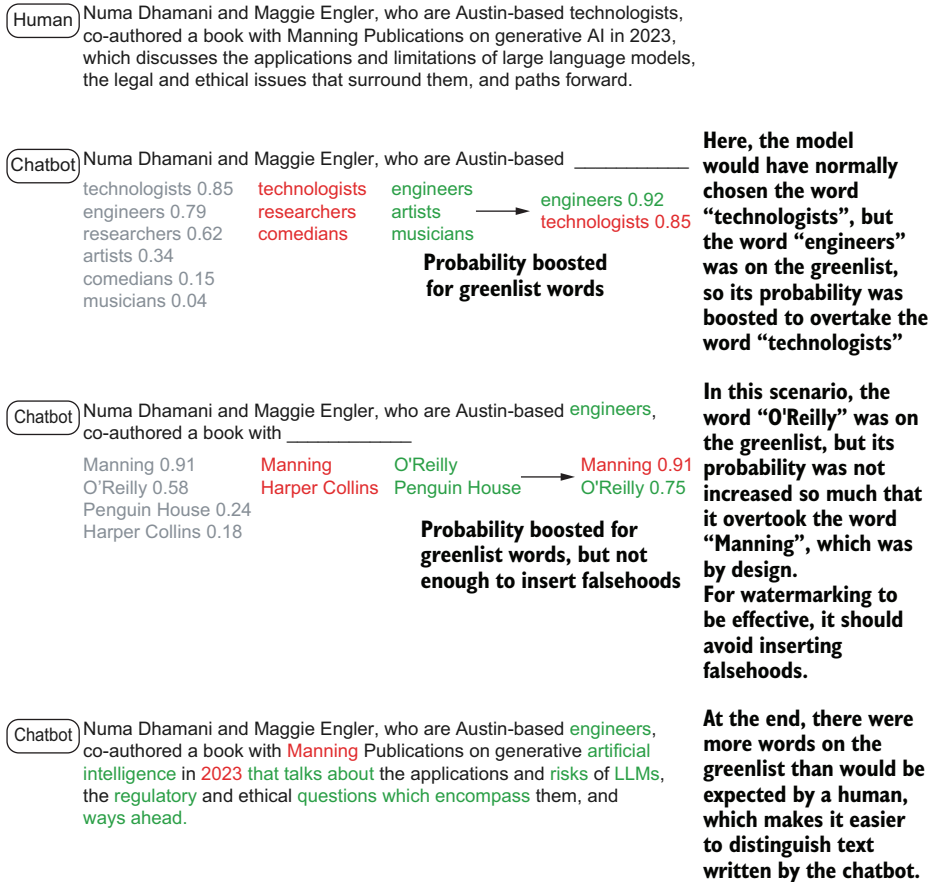 Human
Numa Dhamani and Maggie Engler, who are Austin-based technologists,
co-authored a book with Manning Publications on generative AI in 2023,
which discusses the applications and limitations of large language models,
the legal and ethical issues that surround them, and paths forward.
Chatbot
Numa Dhamani and Maggie Engler, who are Austin-based ___________
technologists 0.85
engineers 0.79
researchers 0.62
artists 0.34
comedians 0.15
musicians 0.04
technologists
researchers
comedians
engineers
artists
musicians
engineers 0.92
technologists 0.85
Probability boosted
for greenlist words
Here, the model
would have normally
chosen the word
“technologists”, but
the word “engineers”
was on the greenlist,
so its probability was
boosted to overtake the
word “technologists”
Chatbot
Numa Dhamani and Maggie Engler, who are Austin-based engineers,
co-authored a book with ____________
Manning 0.91
O’Reilly 0.58
Penguin House 0.24
Harper Collins 0.18
Manning
Harper Collins
O'Reilly
Penguin House
Manning 0.91
O'Reilly 0.75
Probability boosted for
greenlist words, but not
enough to insert falsehoods
In this scenario, the
word “O'Reilly” was on
the greenlist, but its
probability was not
increased so much that
it overtook the word
“Manning”, which was
by design.
For watermarking to
be effective, it should
avoid inserting
falsehoods.
Chatbot
Numa Dhamani and Maggie Engler, who are Austin-based engineers,
co-authored a book with Manning Publications on generative artificial
intelligence in 2023 that talks about the applications and risks of LLMs,
the regulatory and ethical questions which encompass them, and
ways ahead.
At the end, there were
more words on the
greenlist than would be
expected by a human,
which makes it easier
to distinguish text
written by the chatbot.